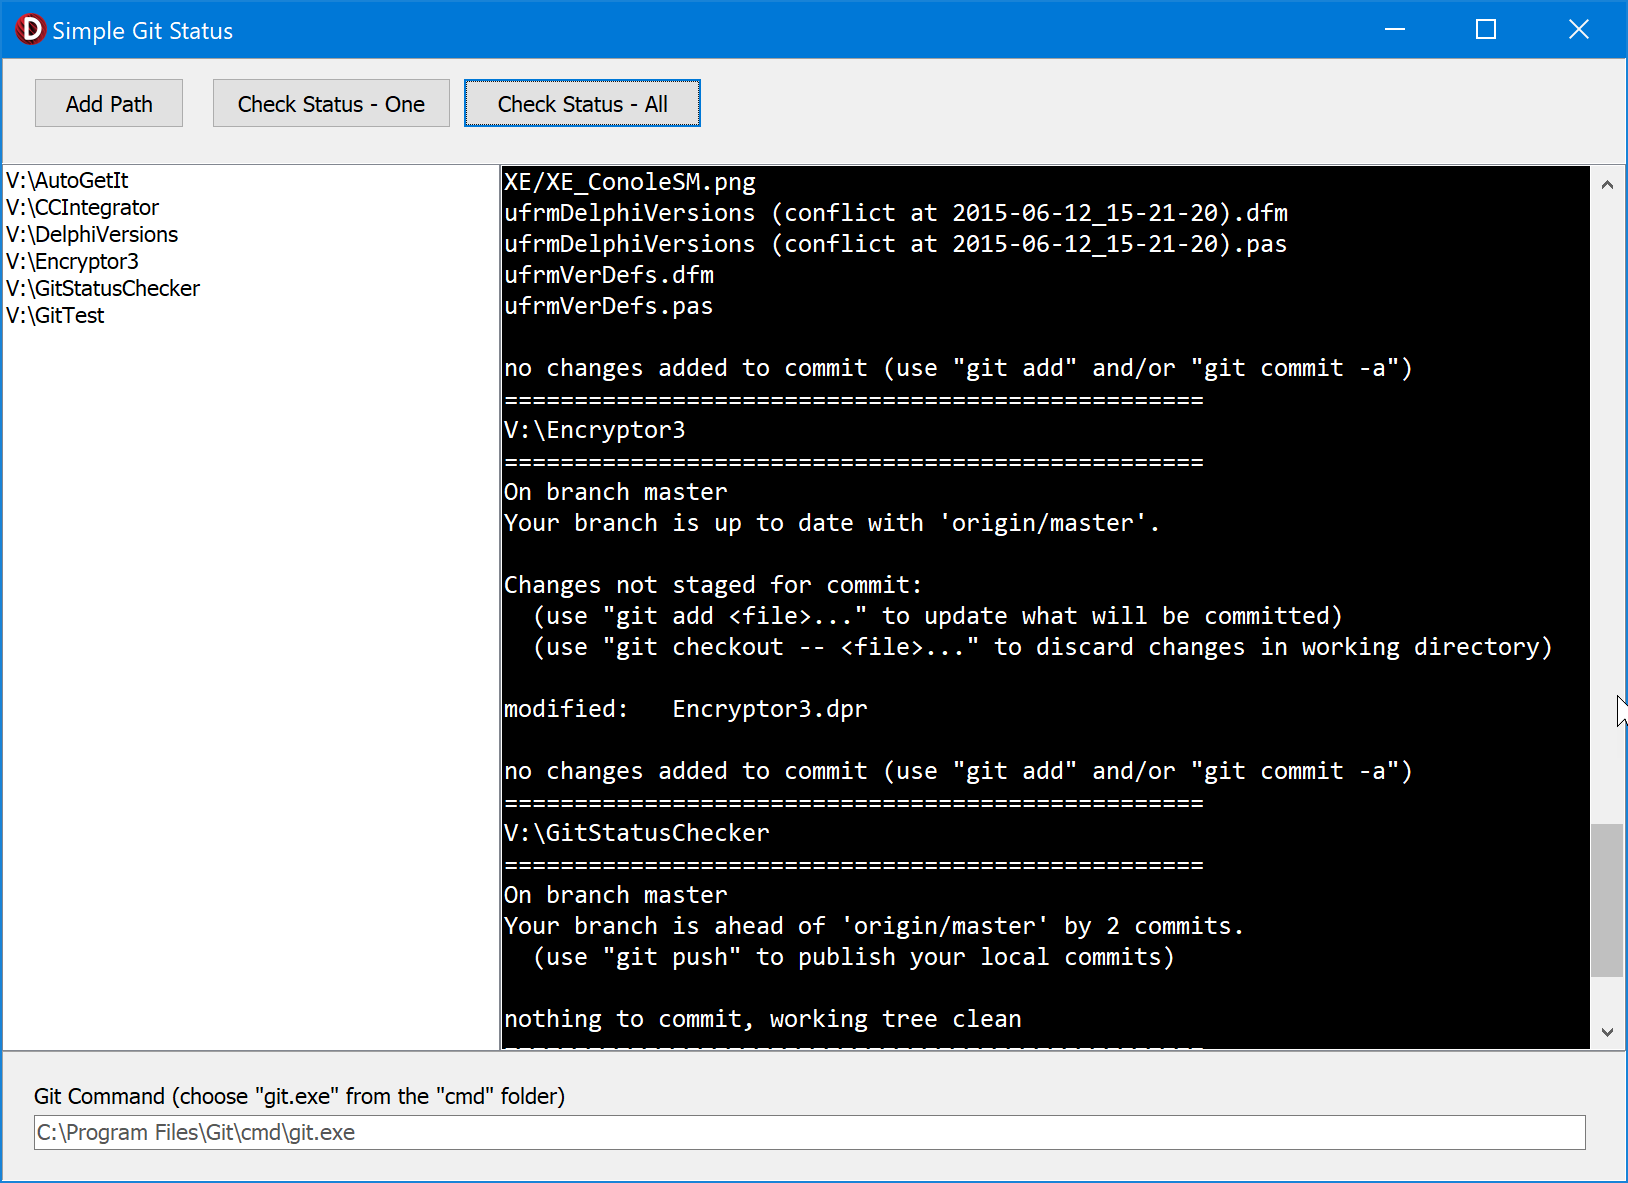 Simple Git Status
Add Path
Check Status - One
Check Status - All
V:\AutoGetIt
V:\CCIntegrator
V:\DelphiVersions
V:\Encryptor3
V:\GitStatusChecker
V:\GitTest
XE/XE_ConoleSM.png
ufrmDelphiVersions (conflict at 2015-06-12_15-21-20).dfm
ufrmDelphiVersions (conflict at 2015-06-12_15-21-20).pas
ufrmVerDefs.dfm
ufrmVerDefs.pas
no changes added to commit (use "git add" and/or "git commit -a")
==================================================
V:\Encryptor3
==================================================
On branch master
Your branch is up to date with 'origin/master'.
Changes not staged for commit:
  (use "git add <file>..." to update what will be committed)
  (use "git checkout -- <file>..." to discard changes in working directory)
modified:   Encryptor3.dpr
no changes added to commit (use "git add" and/or "git commit -a")
==================================================
V:\GitStatusChecker
==================================================
On branch master
Your branch is ahead of 'origin/master' by 2 commits.
  (use "git push" to publish your local commits)
nothing to commit, working tree clean
==================================================
Git Command (choose "git.exe" from the "cmd" folder)
C:\Program Files\Git\cmd\git.exe